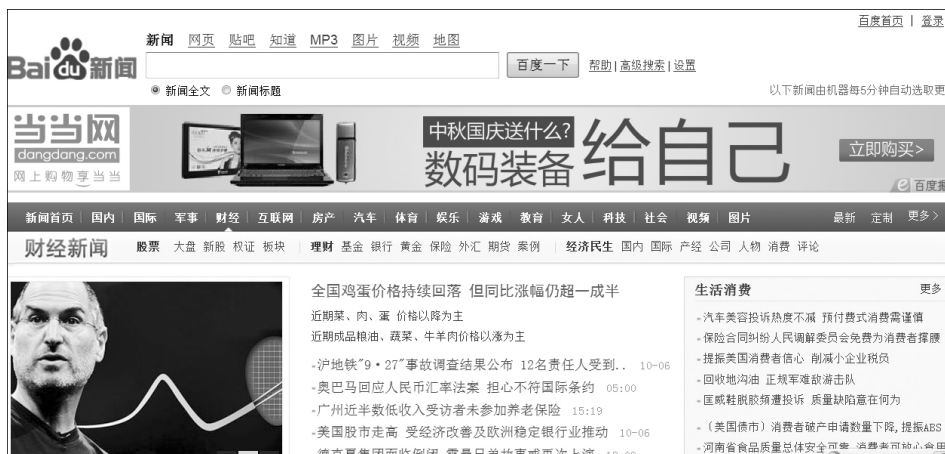 百度首页 | 登录
新闻 网页 贴吧 知道 MP3 图片 视频 地图
Bai du 新闻
百度一下 帮助 | 高级搜索 | 设置
新闻全文 新闻标题
以下新闻由机器每5分钟自动选取更
当当网
dangdang.com
网上购物享当当
中秋国庆送什么?
数码装备
给自己
立即购买>
百度
新闻首页 国内 国际 军事 财经 互联网 房产 汽车 体育 娱乐 游戏 教育 女人 科技 社会 视频 图片 最新 定制 更多>
财经新闻 股票 大盘 新股 权证 板块 | 理财 基金 银行 黄金 保险 外汇 期货 案例 | 经济民生 国内 国际 产经 公司 人物 消费 评论
全国鸡蛋价格持续回落 但同比涨幅仍超一成半
近期菜、肉、蛋 价格以降为主
近期成品粮油、蔬菜、牛羊肉价格以涨为主
-沪地铁"9·27"事故调查结果公布 12名责任人受到.. 10-06
-奥巴马回应人民币汇率法案 担心不符国际条约 05:00
-广州近半数低收入受访者未参加养老保险 15:19
-美国股市走高 受经济改善及欧洲稳定银行业推动 10-06
生活消费 更多
-汽车美容投诉热度不减 预付费式消费需谨慎
-保险合同纠纷人民调解委员会免费为消费者撑腰
-提振美国消费者信心 削减小企业税负
-回收地沟油 正规军难敌游击队
-匡威鞋脱胶频遭投诉 质量缺陷意在何为
-〔美国债市〕消费者破产申请数量下降,提振ABS
-河南省食品质量总体安全可靠 消费者可放心食用